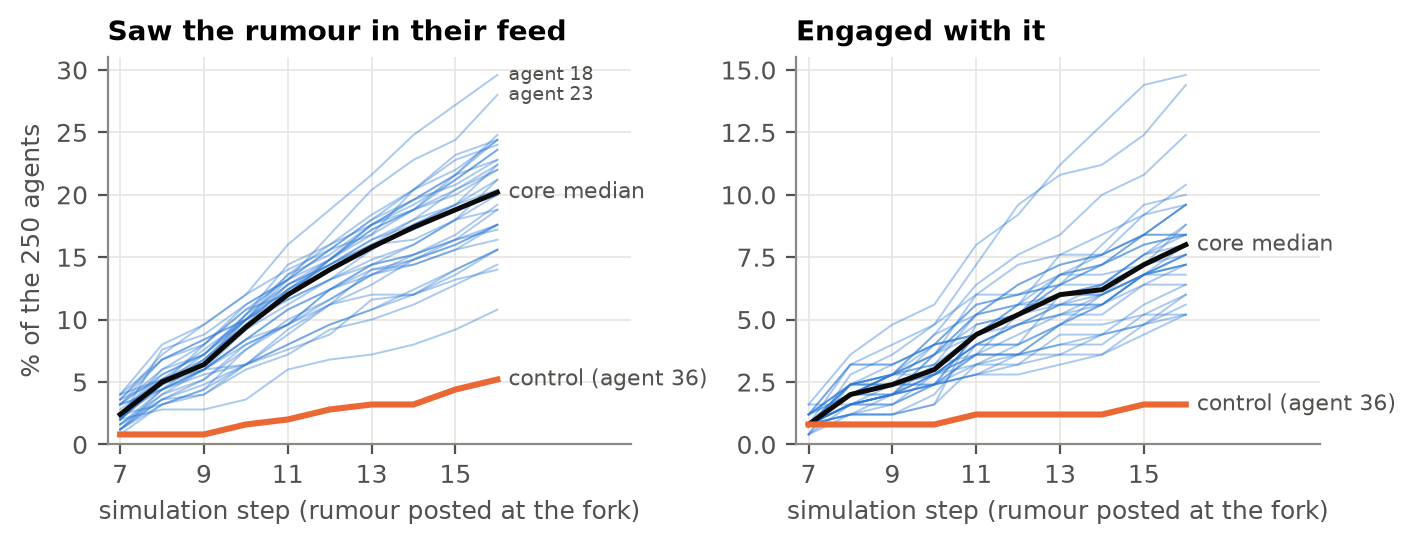 Saw the rumour in their feed
% of the 250 agents
30
25
20
15
10
5
0
agent 18
agent 23
core median
control (agent 36)
7 9 11 13 15
simulation step (rumour posted at the fork)
Engaged with it
15.0
12.5
10.0
7.5
5.0
2.5
0.0
core median
control (agent 36)
7 9 11 13 15
simulation step (rumour posted at the fork)